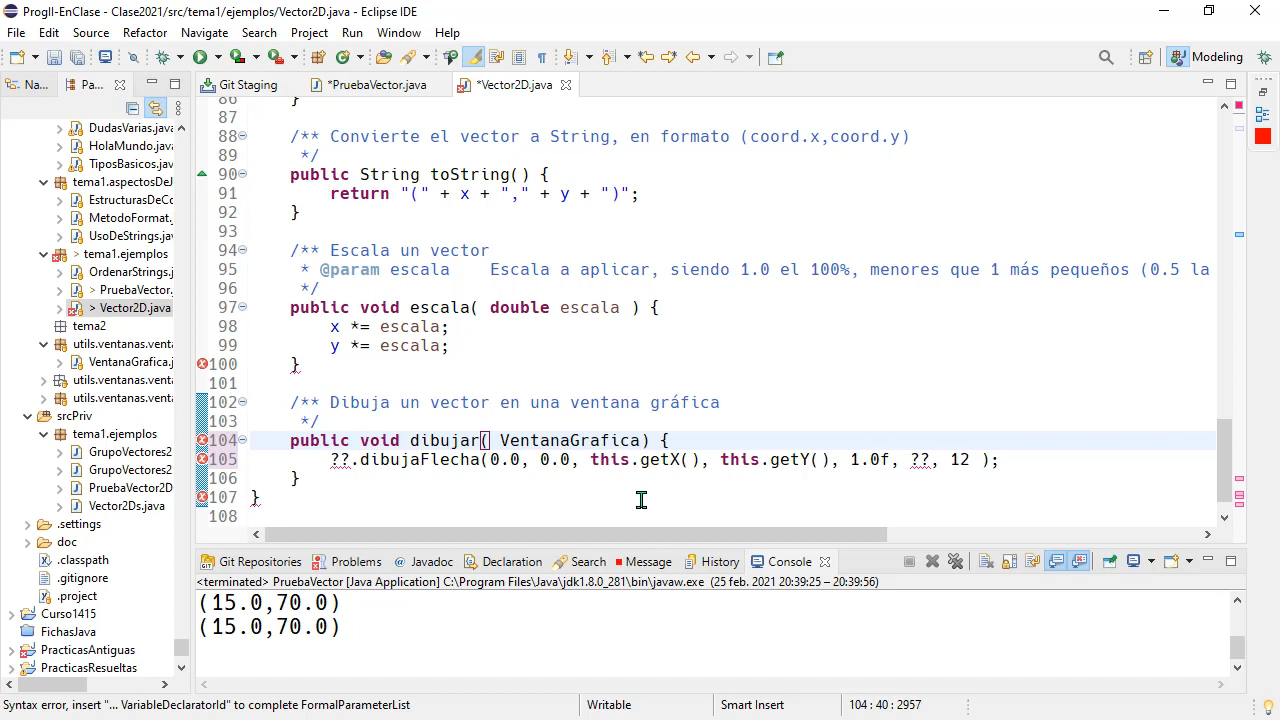 ProgII-EnClase - Clase2021/src/tema1/ejemplos/Vector2D.java - Eclipse IDE
File Edit Source Refactor Navigate Search Project Run Window Help
Modeling
Na... Pa... Git Staging *PruebaVector.java *Vector2D.java
DudasVarias.java
HolaMundo.java
TiposBasicos.java
tema1.aspectosDeJ
EstructurasDeCo
MetodoFormat.j
UsoDeStrings.java
> tema1.ejemplos
OrdenarStrings.j
> PruebaVector.
> Vector2D.java
tema2
utils.ventanas.vent
VentanaGrafica.j
utils.ventanas.vent
utils.ventanas.vent
srcPriv
tema1.ejemplos
GrupoVectores2
GrupoVectores2
PruebaVector2D
Vector2Ds.java
.settings
doc
.classpath
.gitignore
.project
Curso1415
FichasJava
PracticasAntiguas
PracticasResueltas
86 }
87
88 /** Convierte el vector a String, en formato (coord.x,coord.y)
89 */
90 public String toString() {
91 return "(" + x + "," + y + ")";
92 }
93
94 /** Escala un vector
95 * @param escala Escala a aplicar, siendo 1.0 el 100%, menores que 1 más pequeños (0.5 la
96 */
97 public void escala( double escala ) {
98 x *= escala;
99 y *= escala;
100 }
101
102 /** Dibuja un vector en una ventana gráfica
103 */
104 public void dibujar( VentanaGrafica) {
105 ??.dibujaFlecha(0.0, 0.0, this.getX(), this.getY(), 1.0f, ??, 12 );
106 }
107 }
108
Git Repositories Problems Javadoc Declaration Search Message History Console
<terminated> PruebaVector [Java Application] C:\Program Files\Java\jdk1.8.0_281\bin\javaw.exe (25 feb. 2021 20:39:25 – 20:39:56)
(15.0,70.0)
(15.0,70.0)
Syntax error, insert "... VariableDeclaratorId" to complete FormalParameterList Writable Smart Insert 104 : 40 : 2957